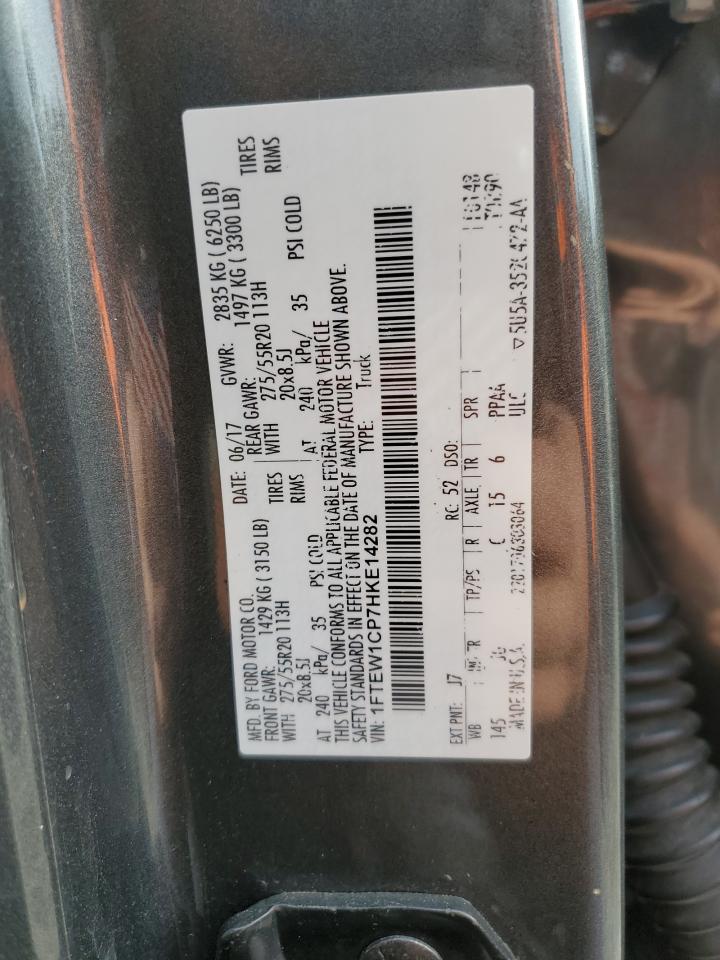 MFD. BY FORD MOTOR CO.
DATE: 06/17 GVWR: 2835 KG ( 6250 LB)
FRONT GAWR: 1429 KG ( 3150 LB) REAR GAWR: 1497 KG ( 3300 LB)
WITH 275/55R20 113H TIRES WITH 275/55R20 113H TIRES
20x8.5J RIMS 20x8.5J RIMS
AT 240 kPa/ 35 PSI COLD AT 240 kPa/ 35 PSI COLD
THIS VEHICLE CONFORMS TO ALL APPLICABLE FEDERAL MOTOR VEHICLE
SAFETY STANDARDS IN EFFECT ON THE DATE OF MANUFACTURE SHOWN ABOVE.
VIN: 1FTEW1CP7HKE14282 TYPE: Truck
EXT PNT: J7 RC: 52 DSO:
WB TP/PS R AXLE TR SPR
145 C 15 6 PPAA
MADE IN U.S.A. ULC